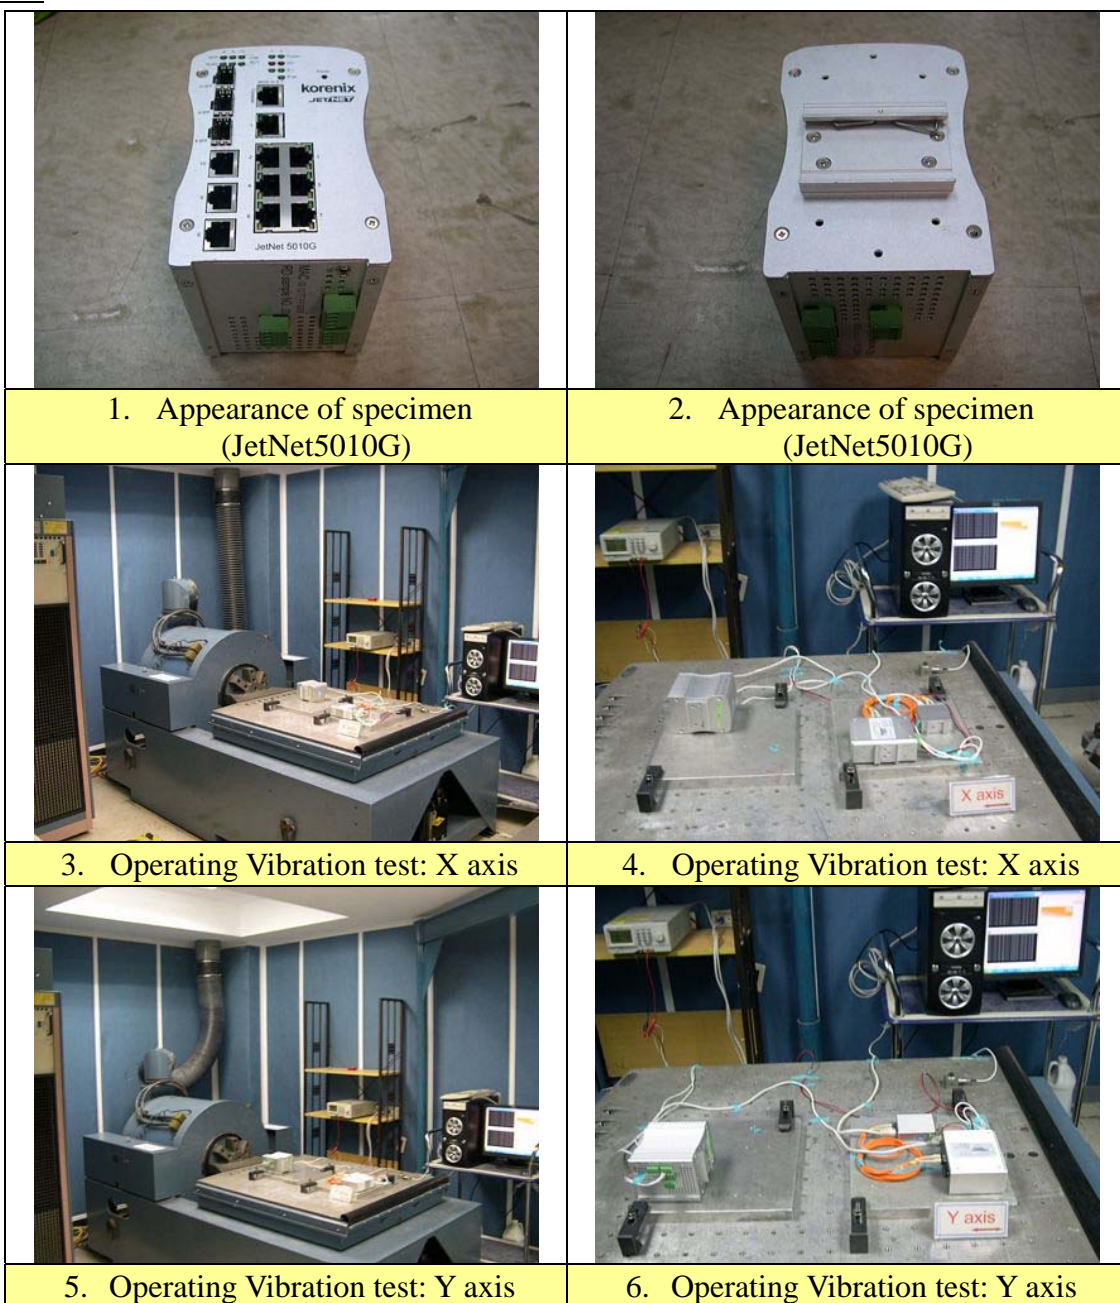 korenix
JETNET
JetNet 5010G
1. Appearance of specimen
(JetNet5010G)
2. Appearance of specimen
(JetNet5010G)
3. Operating Vibration test: X axis
X axis
4. Operating Vibration test: X axis
5. Operating Vibration test: Y axis
Y axis
6. Operating Vibration test: Y axis